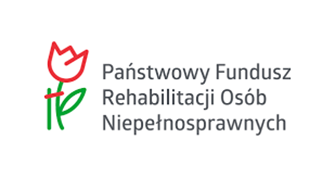 Państwowy Fundusz
Rehabilitacji Osób
Niepełnosprawnych